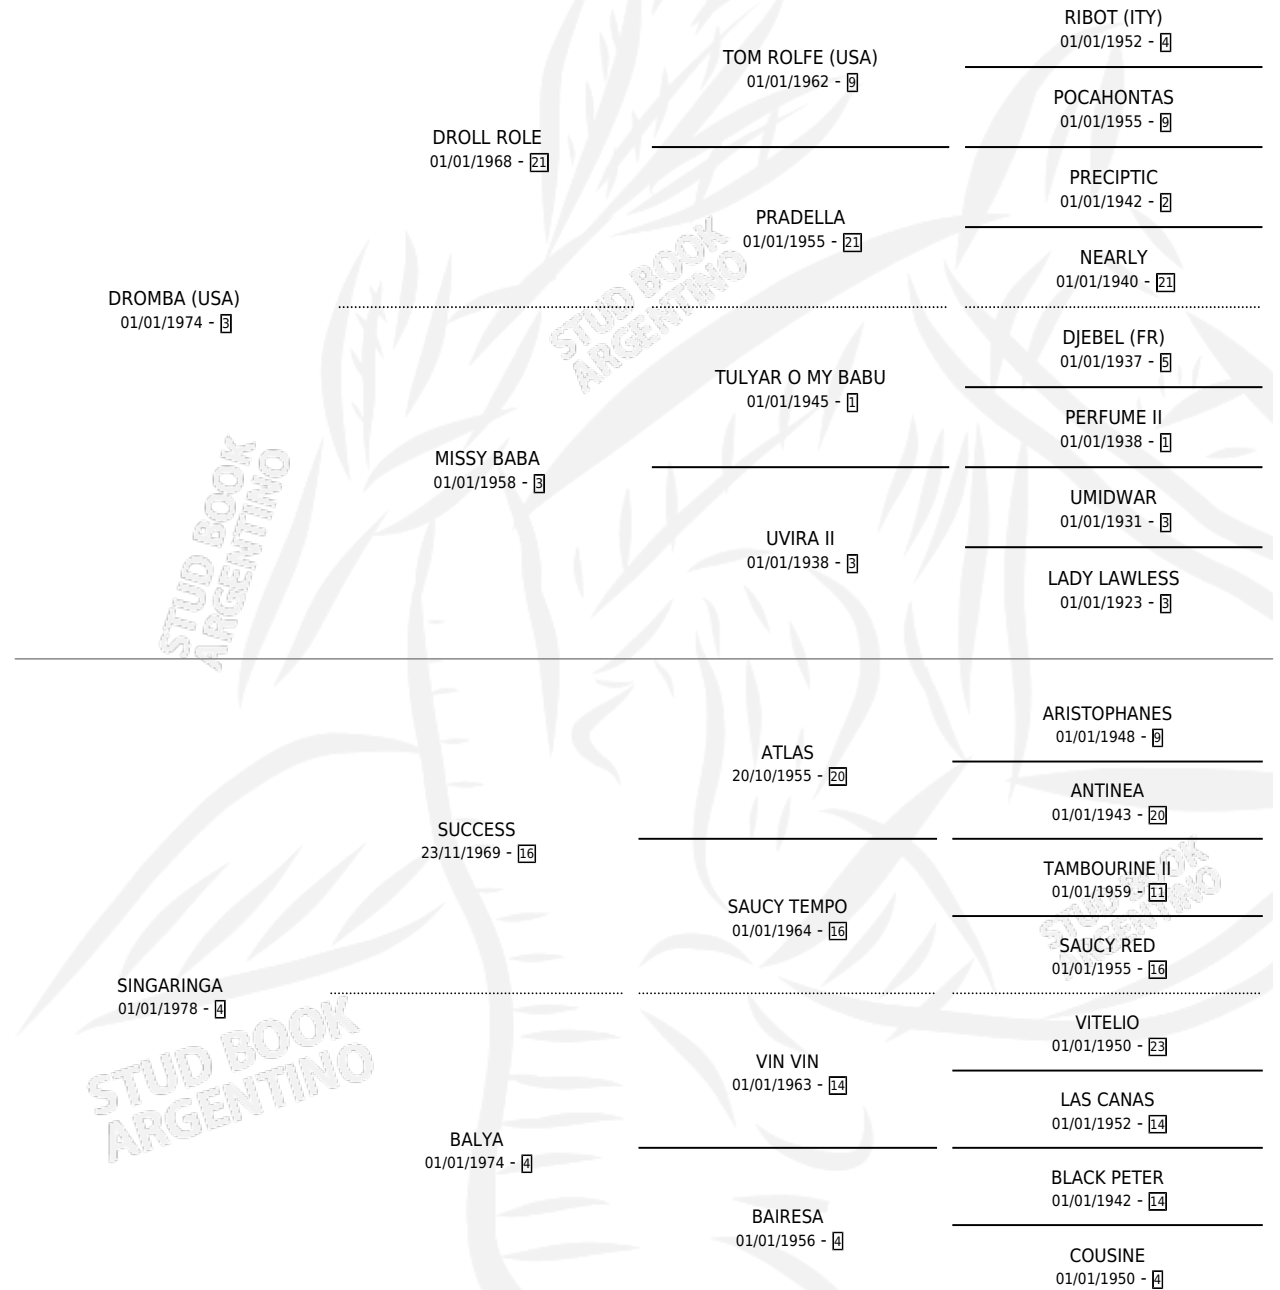 RIBOT (ITY)
01/01/1952 - 4
TOM ROLFE (USA)
01/01/1962 - 9
POCAHONTAS
01/01/1955 - 9
DROLL ROLE
01/01/1968 - 21
PRECIPTIC
01/01/1942 - 2
PRADELLA
01/01/1955 - 21
NEARLY
01/01/1940 - 21
DROMBA (USA)
01/01/1974 - 3
DJEBEL (FR)
01/01/1937 - 5
TULYAR O MY BABU
01/01/1945 - 1
PERFUME II
01/01/1938 - 1
MISSY BABA
01/01/1958 - 3
UMIDWAR
01/01/1931 - 3
UVIRA II
01/01/1938 - 3
LADY LAWLESS
01/01/1923 - 3
ARISTOPHANES
01/01/1948 - 9
ATLAS
20/10/1955 - 20
ANTINEA
01/01/1943 - 20
SUCCESS
23/11/1969 - 16
TAMBOURINE II
01/01/1959 - 11
SAUCY TEMPO
01/01/1964 - 16
SAUCY RED
01/01/1955 - 16
SINGARINGA
01/01/1978 - 4
VITELIO
01/01/1950 - 23
VIN VIN
01/01/1963 - 14
LAS CANAS
01/01/1952 - 14
BALYA
01/01/1974 - 4
BLACK PETER
01/01/1942 - 14
BAIRESA
01/01/1956 - 4
COUSINE
01/01/1950 - 4
STUD BOOK
ARGENTINO
STUD BOOK
ARGENTINO
STUD BOOK
ARGENTINO
STUD BOOK
ARGENTINO